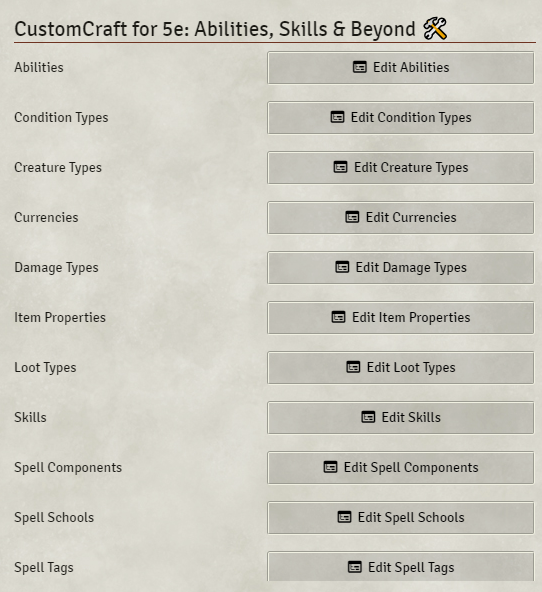 CustomCraft for 5e: Abilities, Skills & Beyond 🛠️
Abilities Edit Abilities
Condition Types Edit Condition Types
Creature Types Edit Creature Types
Currencies Edit Currencies
Damage Types Edit Damage Types
Item Properties Edit Item Properties
Loot Types Edit Loot Types
Skills Edit Skills
Spell Components Edit Spell Components
Spell Schools Edit Spell Schools
Spell Tags Edit Spell Tags